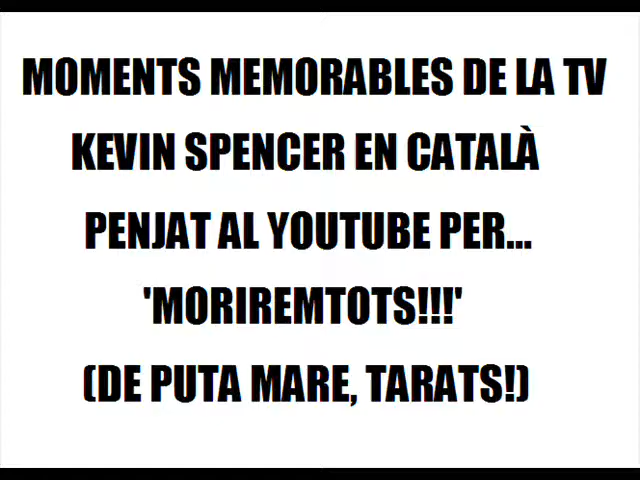 MOMENTS MEMORABLES DE LA TV
KEVIN SPENCER EN CATALÀ
PENJAT AL YOUTUBE PER...
'MORIREMTOTS!!!'
(DE PUTA MARE, TARATS!)